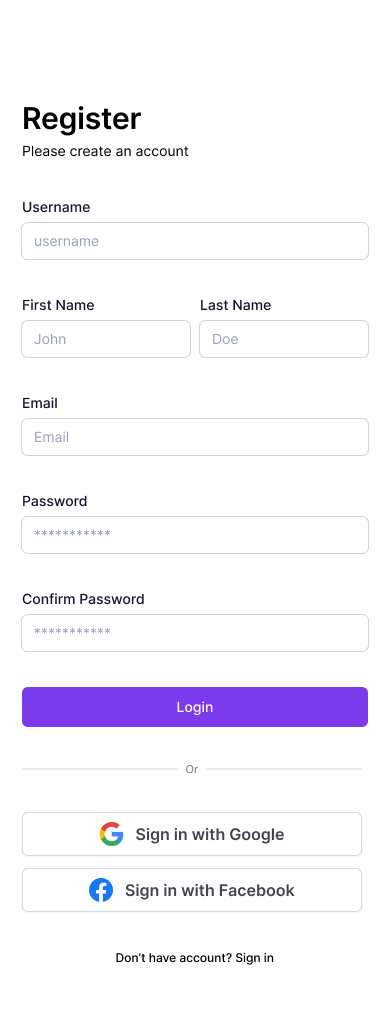 Register
Please create an account
Username
username
First Name Last Name
John Doe
Email
Email
Password
***********
Confirm Password
***********
Login
Or
Sign in with Google
Sign in with Facebook
Don’t have account? Sign in